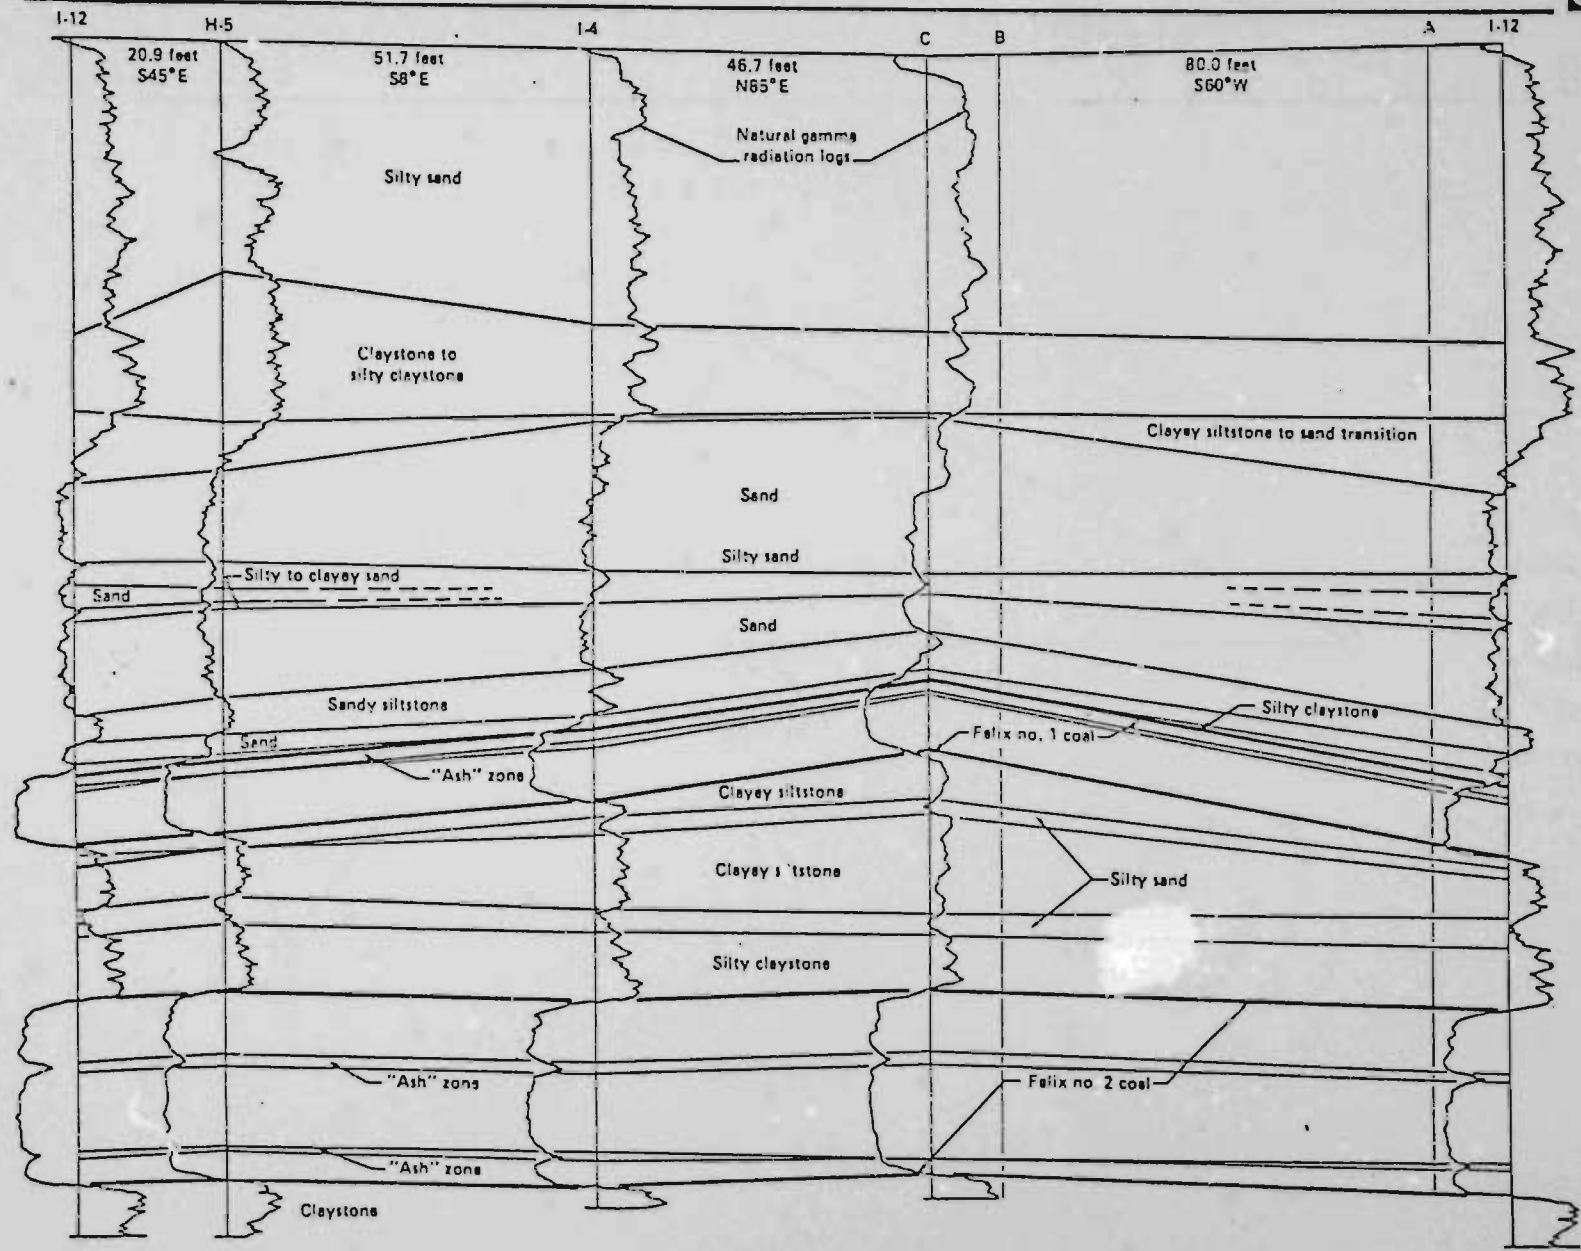 I-12
H-5
I-4
C
B
A
I-12
20.9 feet
S45°E
51.7 feet
S8°E
46.7 feet
N65°E
80.0 feet
S60°W
Natural gamma
radiation logs
Silty sand
Claystone to
silty claystone
Clayey siltstone to sand transition
Sand
Silty sand
Silty to clayey sand
Sand
Sand
Sandy siltstone
Silty claystone
Sand
Felix no. 1 coal
"Ash" zone
Clayey siltstone
Clayey s tstone
Silty sand
Silty claystone
"Ash" zone
Felix no 2 coal
"Ash" zone
Claystone